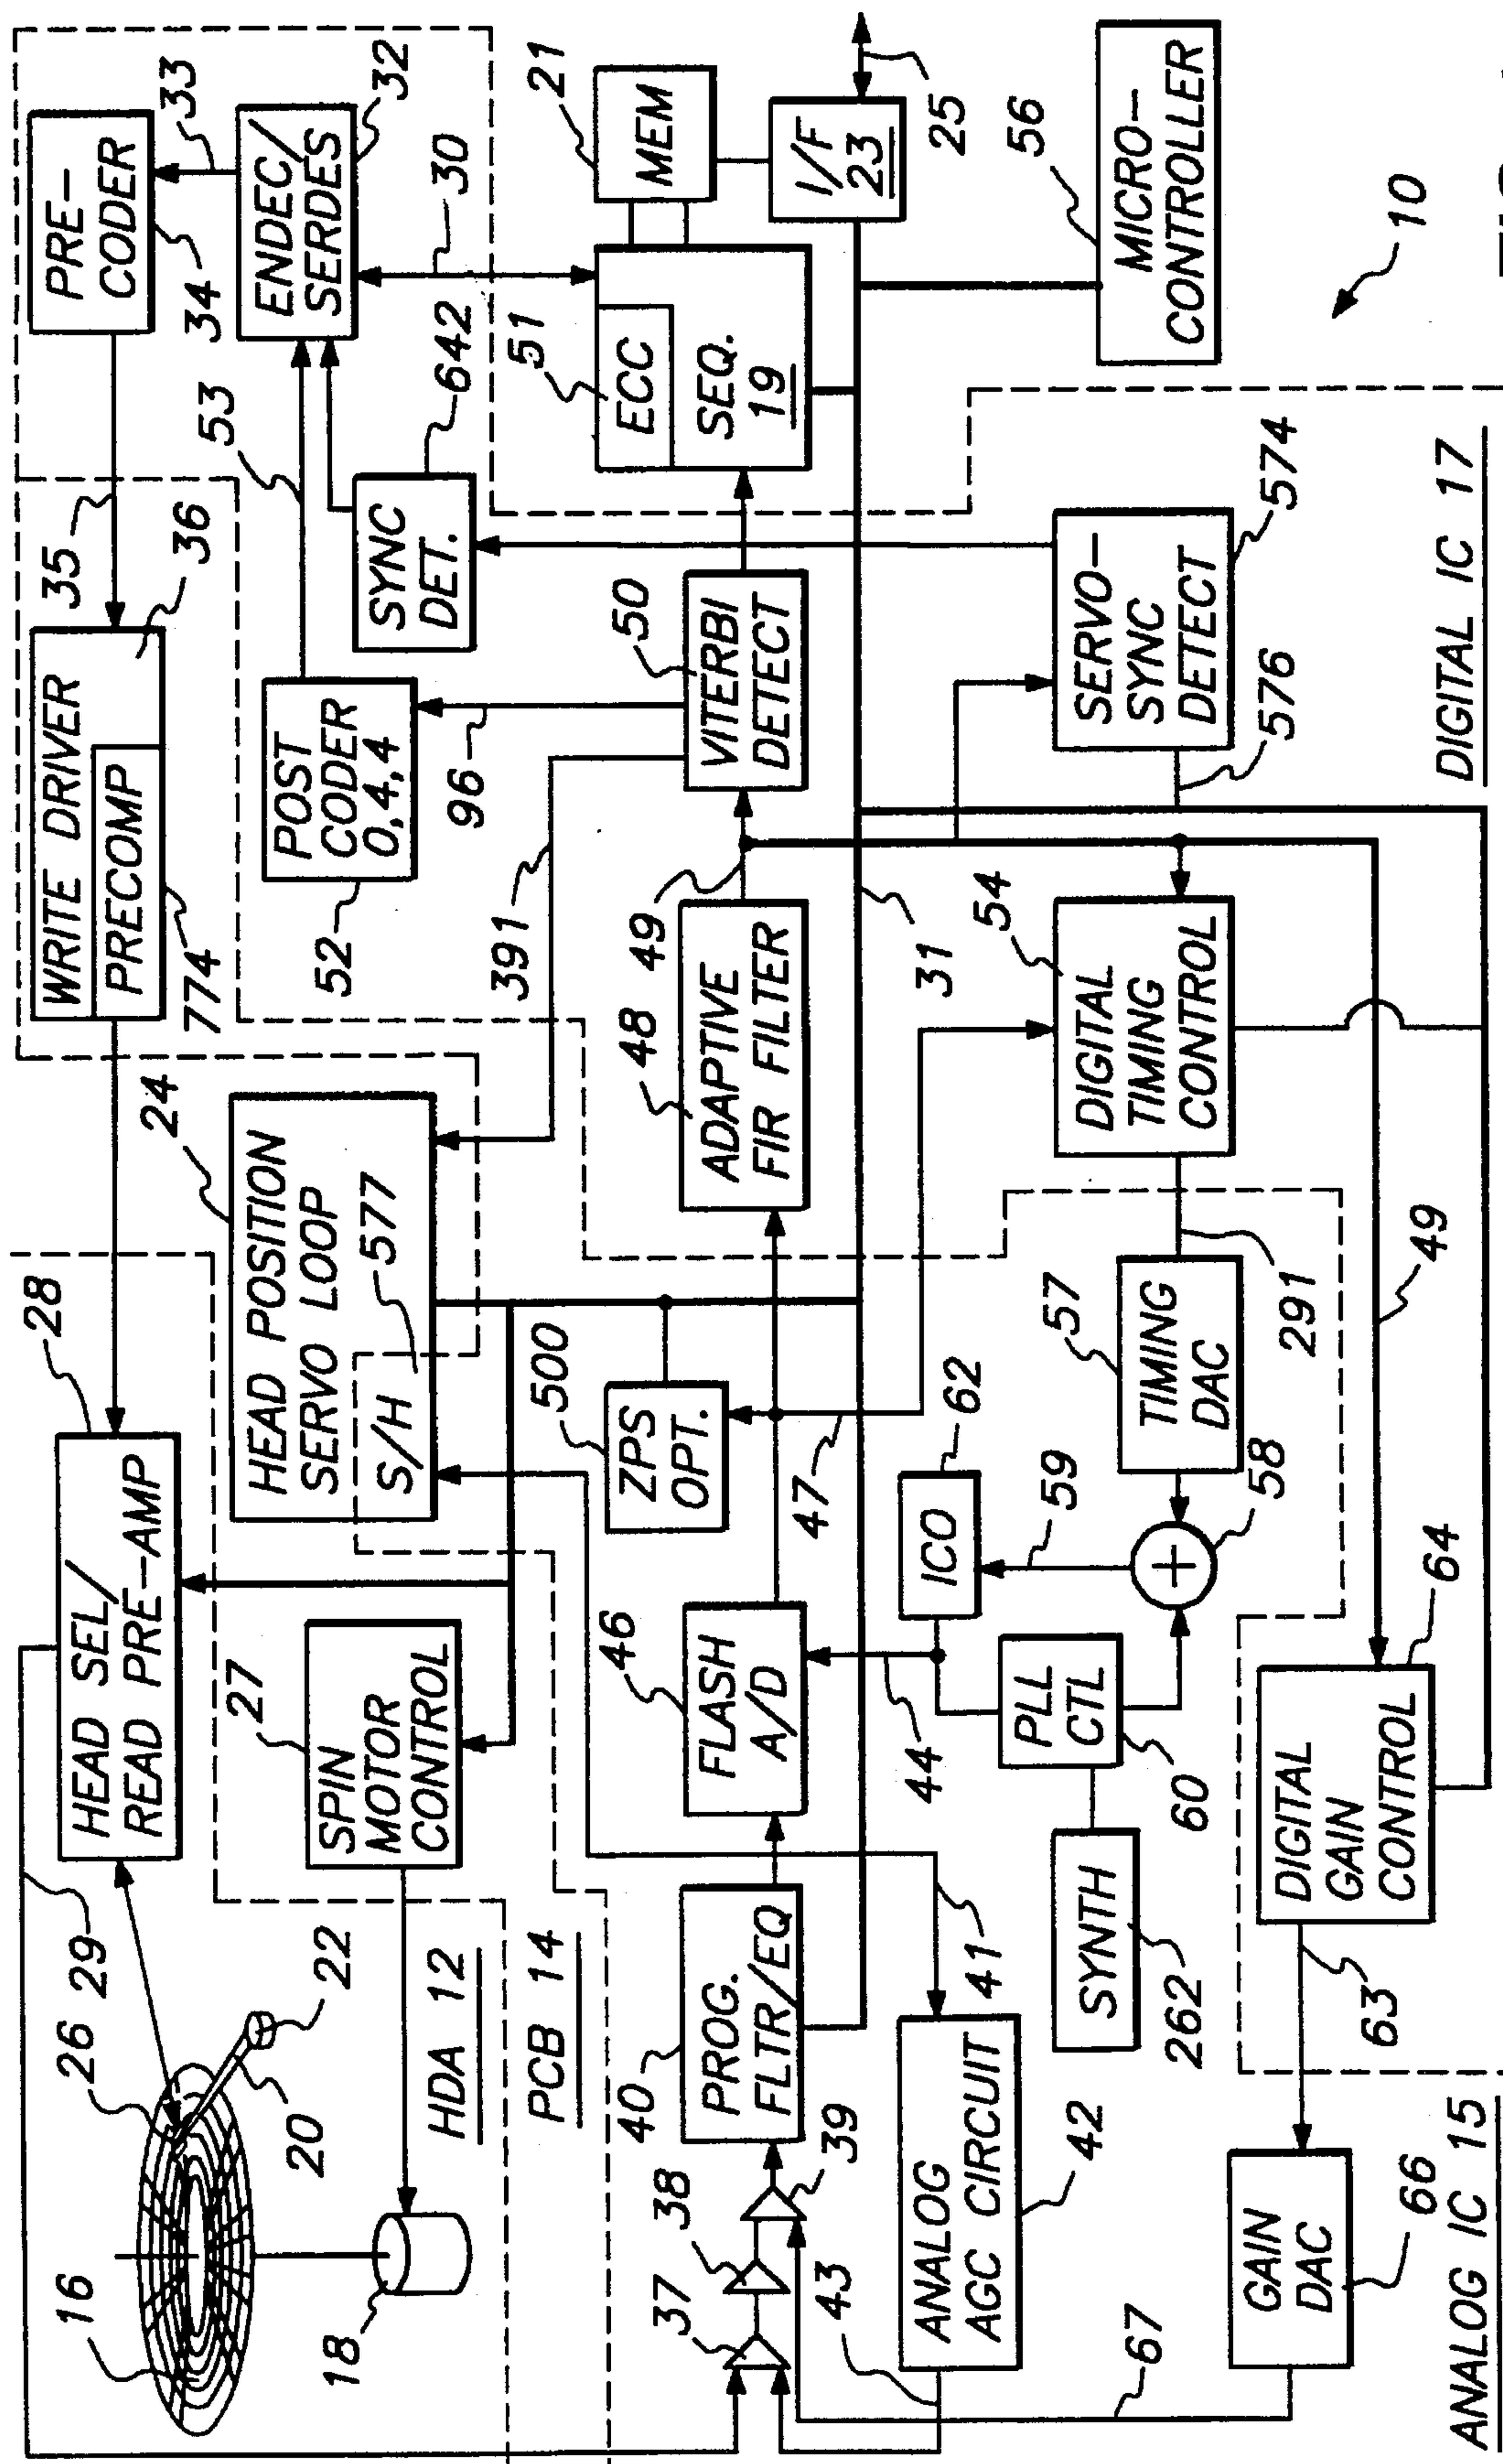 16
26
29
28
HEAD SEL/
READ PRE-AMP
22
20
18
HDA 12
PCB 14
27
SPIN
MOTOR
CONTROL
24
HEAD POSITION
SERVO LOOP
577
S/H
WRITE DRIVER
PRECOMP
774
35
36
PRE-
CODER
34
33
ENDEC/
SERDES
32
53
POST
CODER
0,4,4
52
96
391
SYNC
DET.
642
30
51
ECC
SEQ.
19
21
MEM
I/F
23
25
37
38
39
40
PROG.
FLTR/EQ
46
FLASH
A/D
500
ZPS
OPT.
47
48
ADAPTIVE
FIR FILTER
49
50
VITERBI
DETECT
31
43
ANALOG
AGC CIRCUIT
42
41
44
ICO
62
59
SYNTH
262
PLL
CTL
60
58
57
TIMING
DAC
291
54
DIGITAL
TIMING
CONTROL
SERVO-
SYNC
DETECT
574
576
56
MICRO-
CONTROLLER
10
67
GAIN
DAC
66
63
DIGITAL
GAIN
CONTROL
64
49
ANALOG IC 15
DIGITAL IC 17